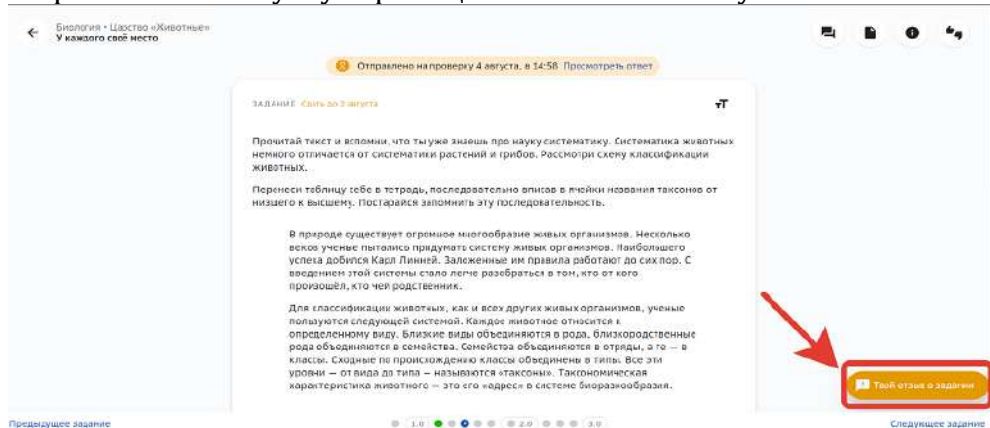 Биология • Царство «Животные»
У каждого своё место
Отправлено на проверку 4 августа, в 14:58 Просмотреть ответ
ЗАДАНИЕ Сдать до 2 августа
Прочитай текст и вспомни, что ты уже знаешь про науку систематику. Систематика животных
немного отличается от систематики растений и грибов. Рассмотри схему классификации
животных.
Перенеси таблицу себе в тетрадь, последовательно вписав в ячейки названия таксонов от
низшего к высшему. Постарайся запомнить эту последовательность.
В природе существует огромное многообразие живых организмов. Несколько
веков ученые пытались придумать систему живых организмов. Наибольшего
успеха добился Карл Линней. Заложенные им правила работают до сих пор. С
введением этой системы стало легче разобраться в том, кто от кого
произошёл, кто чей родственник.
Для классификации животных, как и всех других живых организмов, ученые
пользуются следующей системой. Каждое животное относится к
определенному виду. Близкие виды объединяются в рода, близкородственные
рода объединяются в семейства. Семейства объединяются в отряды, а те — в
классы. Сходные по происхождению классы объединены в типы. Все эти
уровни — от вида до типа — называются «таксоны». Таксономическая
характеристика животного — это его «адрес» в системе биоразнообразия.
Твой отзыв о задании
Предыдущее задание
1.0
2.0
3.0
Следующее задание